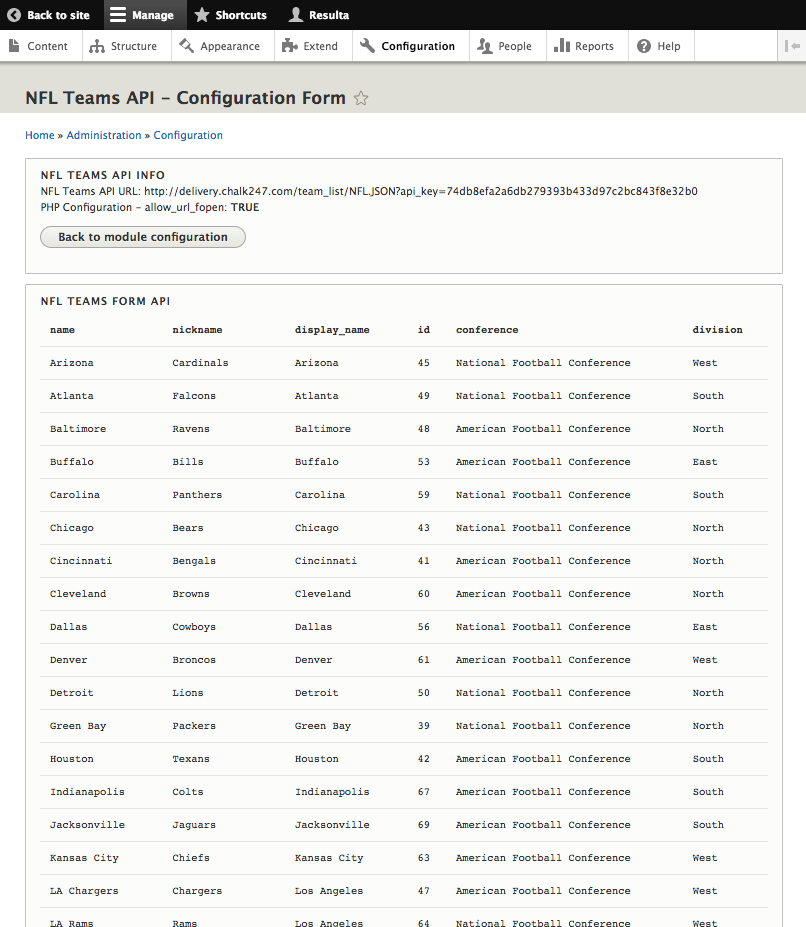 Back to site Manage Shortcuts Resulta
Content Structure Appearance Extend Configuration People Reports Help
NFL Teams API – Configuration Form
Home » Administration » Configuration
NFL TEAMS API INFO
NFL Teams API URL: http://delivery.chalk247.com/team_list/NFL.JSON?api_key=74db8efa2a6db279393b433d97c2bc843f8e32b0
PHP Configuration – allow_url_fopen: TRUE
Back to module configuration
NFL TEAMS FORM API
name nickname display_name id conference division
Arizona Cardinals Arizona 45 National Football Conference West
Atlanta Falcons Atlanta 49 National Football Conference South
Baltimore Ravens Baltimore 48 American Football Conference North
Buffalo Bills Buffalo 53 American Football Conference East
Carolina Panthers Carolina 59 National Football Conference South
Chicago Bears Chicago 43 National Football Conference North
Cincinnati Bengals Cincinnati 41 American Football Conference North
Cleveland Browns Cleveland 60 American Football Conference North
Dallas Cowboys Dallas 56 National Football Conference East
Denver Broncos Denver 61 American Football Conference West
Detroit Lions Detroit 50 National Football Conference North
Green Bay Packers Green Bay 39 National Football Conference North
Houston Texans Houston 42 American Football Conference South
Indianapolis Colts Indianapolis 67 American Football Conference South
Jacksonville Jaguars Jacksonville 69 American Football Conference South
Kansas City Chiefs Kansas City 63 American Football Conference West
LA Chargers Chargers Los Angeles 47 American Football Conference West
LA Rams Rams Los Angeles 64 National Football Conference West